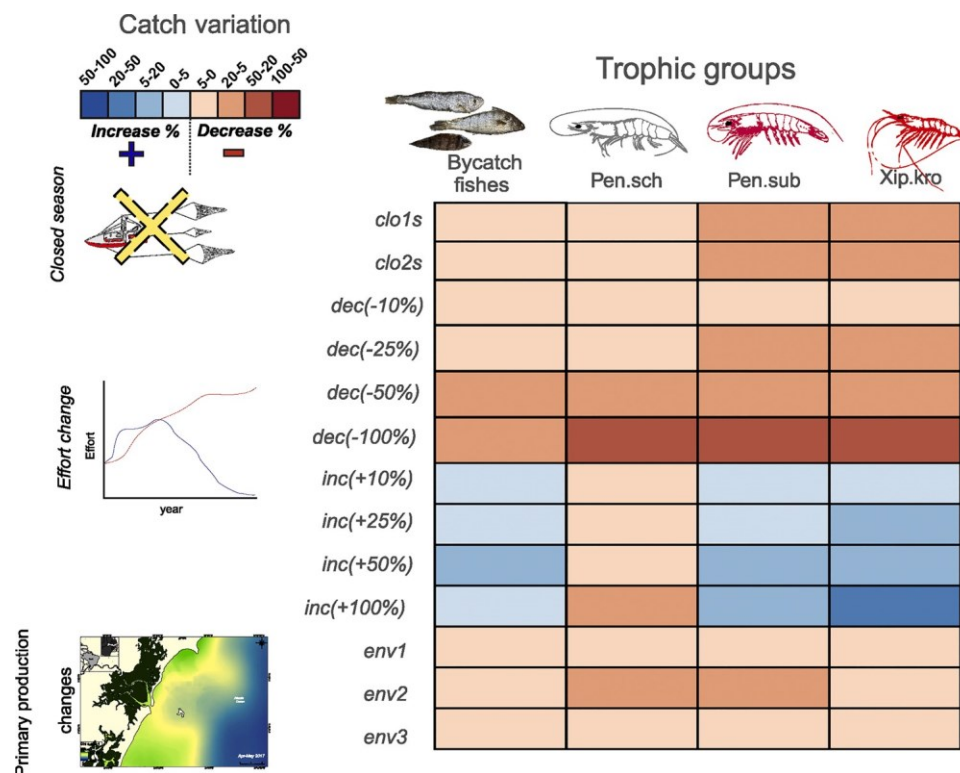 Catch variation
50-100
20-50
5-20
0-5
5-0
20-5
50-20
100-50
Increase %
Decrease %
Trophic groups
Bycatch
fishes
Pen.sch
Pen.sub
Xip.kro
Closed season
clo1s
clo2s
dec(-10%)
dec(-25%)
dec(-50%)
dec(-100%)
inc(+10%)
inc(+25%)
inc(+50%)
inc(+100%)
env1
env2
env3
Effort change
Effort
year
Primary production
changes
Apr-May 2017